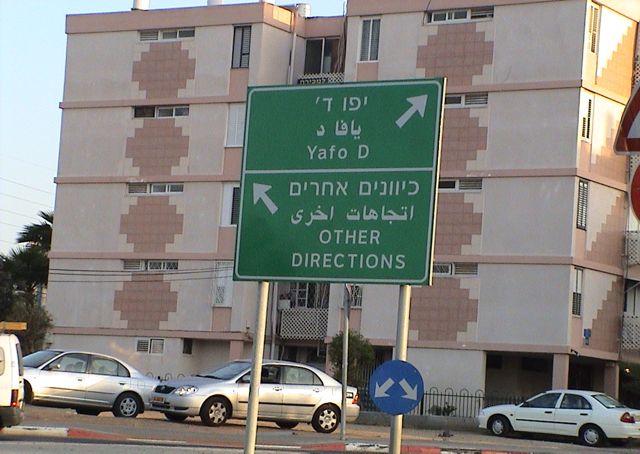 יפו ד'
يافا د
Yafo D
כיוונים אחרים
اتجاهات اخرى
OTHER
DIRECTIONS